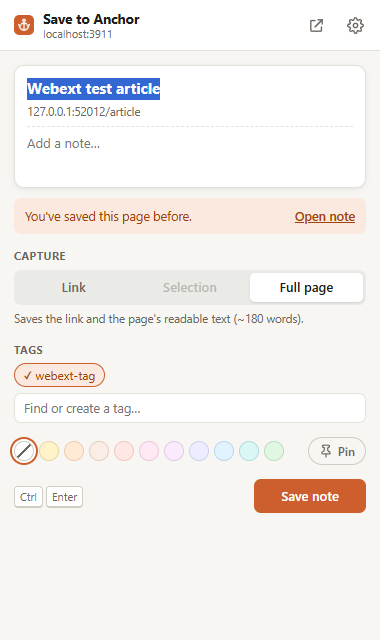 Save to Anchor
localhost:3911
Webext test article
127.0.0.1:52012/article
Add a note...
You've saved this page before. Open note
CAPTURE
Link Selection Full page
Saves the link and the page's readable text (~180 words).
TAGS
✓ webext-tag
Find or create a tag...
Pin
Ctrl Enter Save note